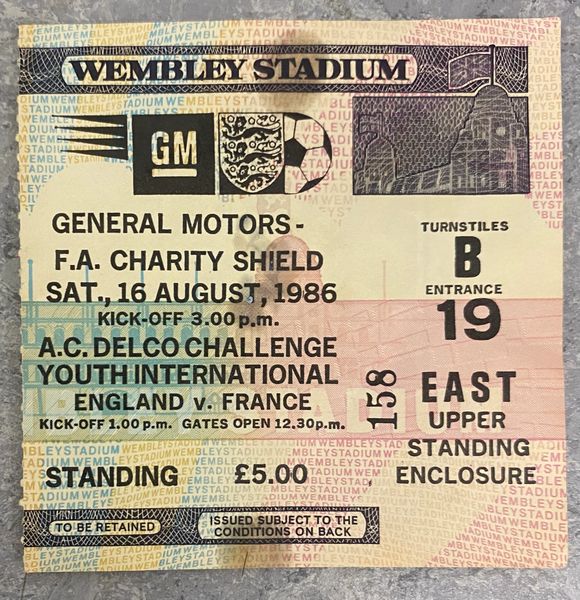 WEMBLEY STADIUM
GM
GENERAL MOTORS -
F.A. CHARITY SHIELD
SAT., 16 AUGUST, 1986
KICK-OFF 3.00 p.m.
A.C. DELCO CHALLENGE
YOUTH INTERNATIONAL
ENGLAND v. FRANCE
KICK-OFF 1.00 p.m. GATES OPEN 12.30p.m.
STANDING £5.00
TURNSTILES
B
ENTRANCE
19
158
EAST
UPPER
STANDING
ENCLOSURE
TO BE RETAINED
ISSUED SUBJECT TO THE
CONDITIONS ON BACK